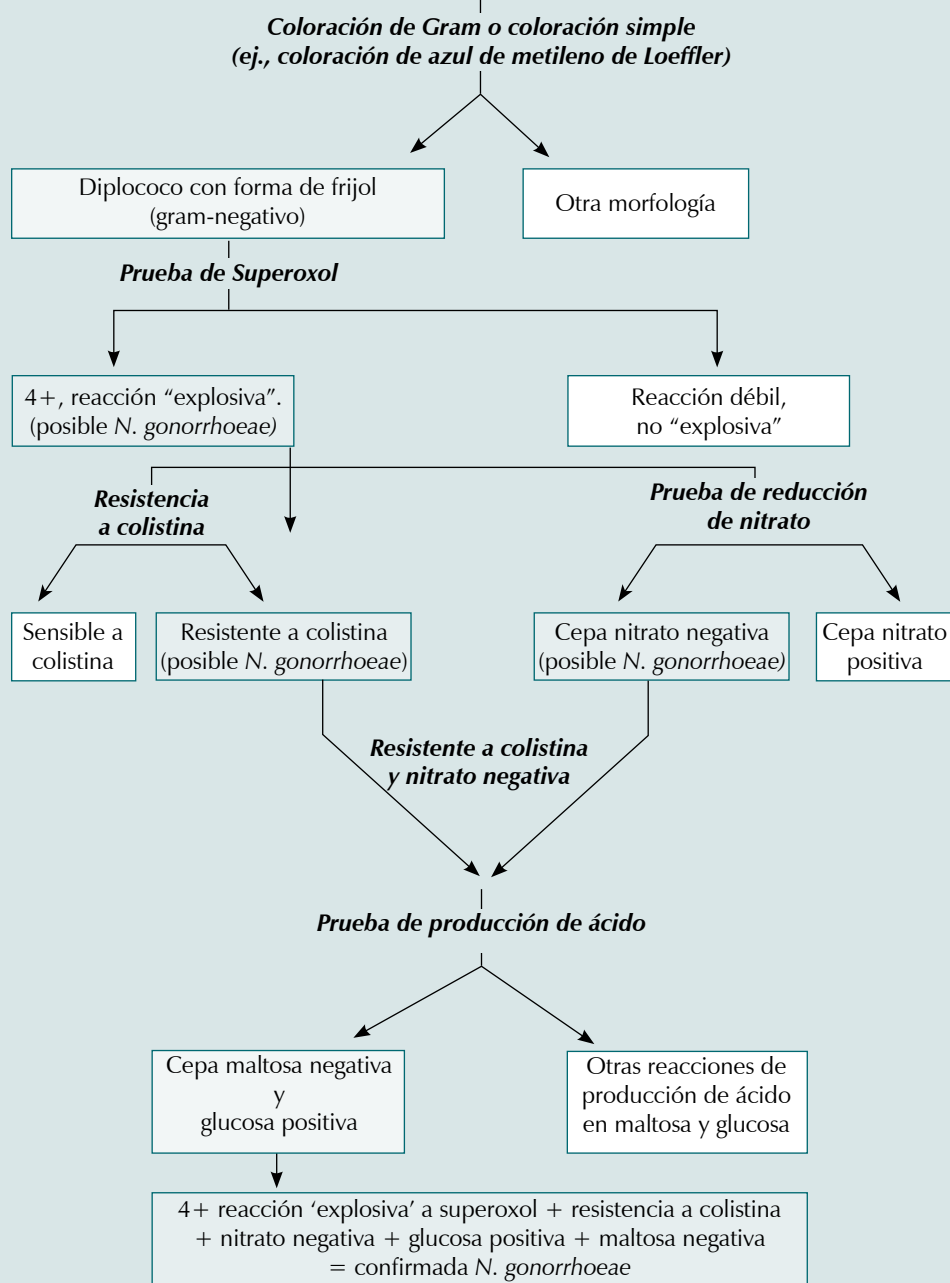 Coloración de Gram o coloración simple
(ej., coloración de azul de metileno de Loeffler)
Diplococo con forma de frijol
(gram-negativo)
Otra morfología
Prueba de Superoxol
4+, reacción “explosiva”.
(posible N. gonorrhoeae)
Reacción débil,
no “explosiva”
Resistencia
a colistina
Prueba de reducción
de nitrato
Sensible a
colistina
Resistente a colistina
(posible N. gonorrhoeae)
Cepa nitrato negativa
(posible N. gonorrhoeae)
Cepa nitrato
positiva
Resistente a colistina
y nitrato negativa
Prueba de producción de ácido
Cepa maltosa negativa
y
glucosa positiva
Otras reacciones de
producción de ácido
en maltosa y glucosa
4+ reacción ‘explosiva’ a superoxol + resistencia a colistina
+ nitrato negativa + glucosa positiva + maltosa negativa
= confirmada N. gonorrhoeae